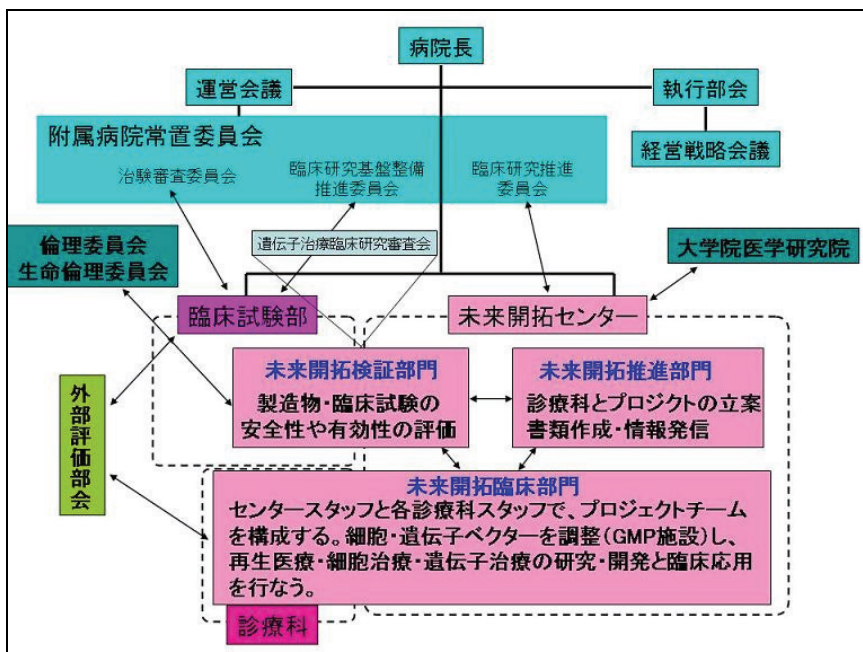 病院長
運営会議
執行部会
附属病院常置委員会
経営戦略会議
治験審査委員会
臨床研究基盤整備
推進委員会
臨床研究推進
委員会
遺伝子治療臨床研究審査会
倫理委員会
生命倫理委員会
大学院医学研究院
臨床試験部
未来開拓センター
未来開拓検証部門
製造物・臨床試験の
安全性や有効性の評価
未来開拓推進部門
診療科とプロジクトの立案
書類作成・情報発信
外部評価部会
未来開拓臨床部門
センタースタッフと各診療科スタッフで、プロジェクトチーム
を構成する。細胞・遺伝子ベクターを調整(GMP施設)し、
再生医療・細胞治療・遺伝子治療の研究・開発と臨床応用
を行なう。
診療科